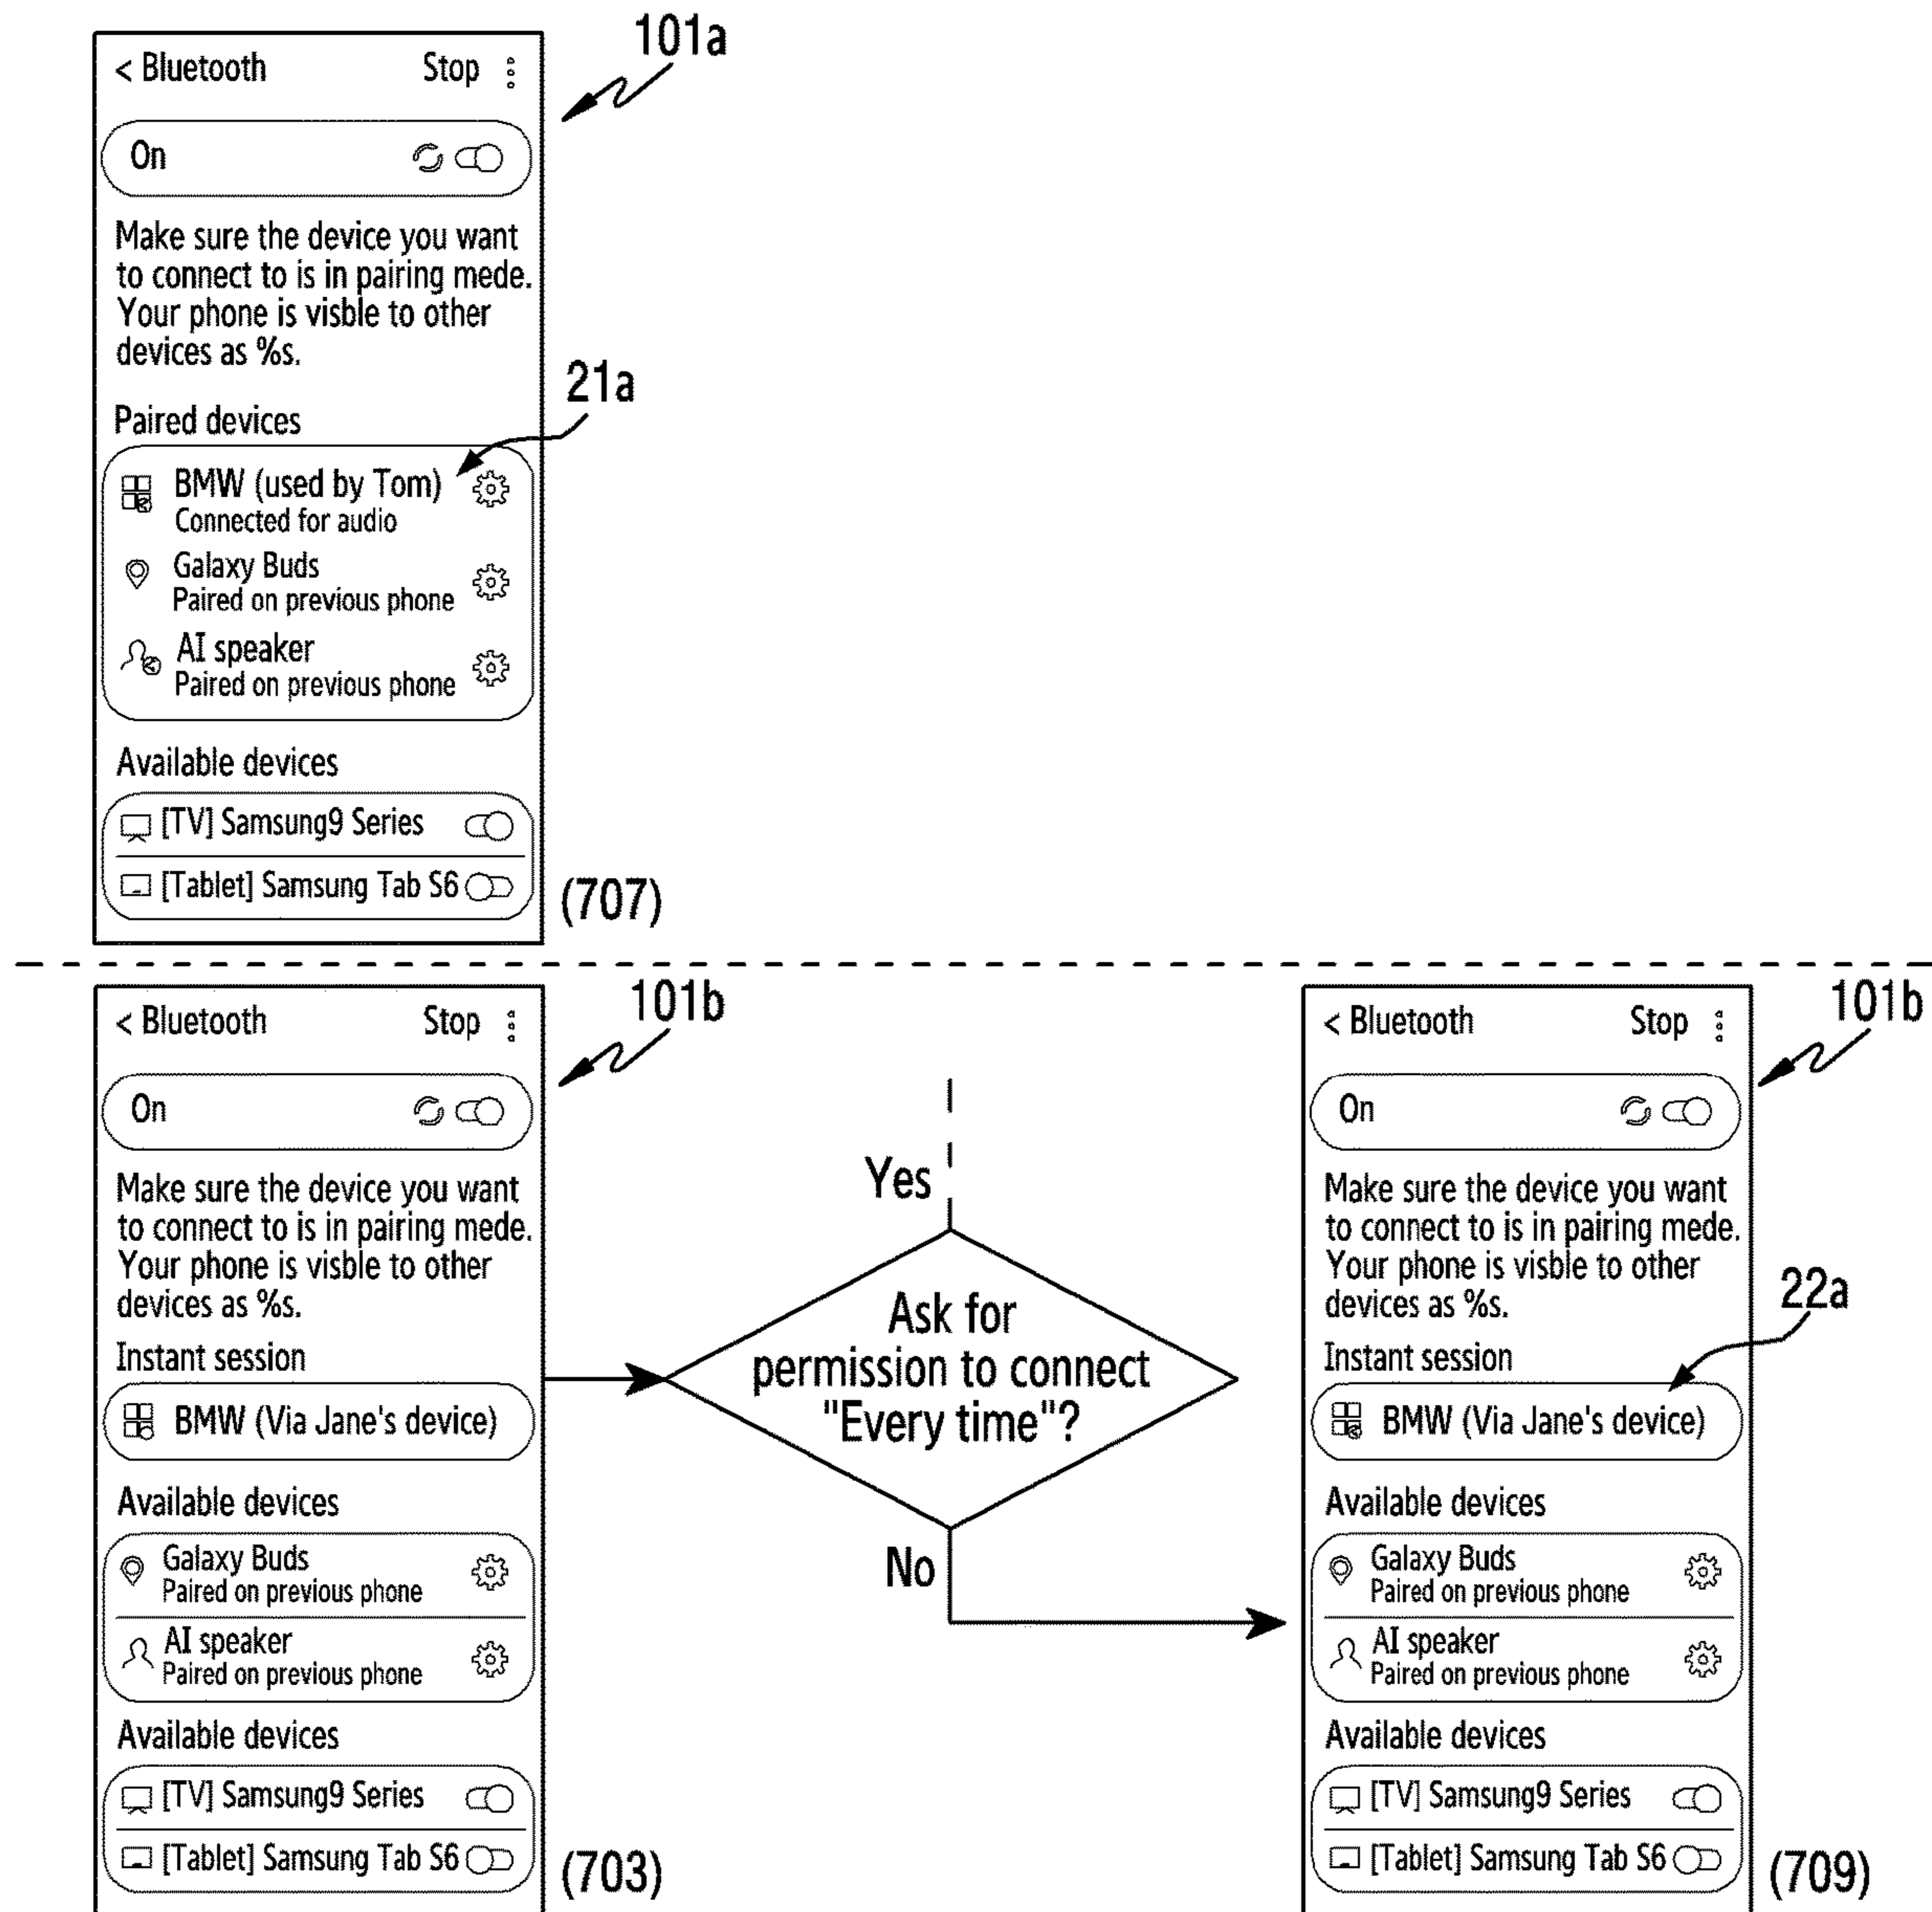 101a
< Bluetooth Stop
On
Make sure the device you want
to connect to is in pairing mede.
Your phone is visble to other
devices as %s.
21a
Paired devices
BMW (used by Tom)
Connected for audio
Galaxy Buds
Paired on previous phone
AI speaker
Paired on previous phone
Available devices
[TV] Samsung9 Series
[Tablet] Samsung Tab S6
(707)
101b
< Bluetooth Stop
On
Make sure the device you want
to connect to is in pairing mede.
Your phone is visble to other
devices as %s.
Instant session
BMW (Via Jane's device)
Available devices
Galaxy Buds
Paired on previous phone
AI speaker
Paired on previous phone
Available devices
[TV] Samsung9 Series
[Tablet] Samsung Tab S6
(703)
Yes
Ask for
permission to connect
"Every time"?
No
101b
< Bluetooth Stop
On
Make sure the device you want
to connect to is in pairing mede.
Your phone is visble to other
devices as %s.
22a
Instant session
BMW (Via Jane's device)
Available devices
Galaxy Buds
Paired on previous phone
AI speaker
Paired on previous phone
Available devices
[TV] Samsung9 Series
[Tablet] Samsung Tab S6
(709)